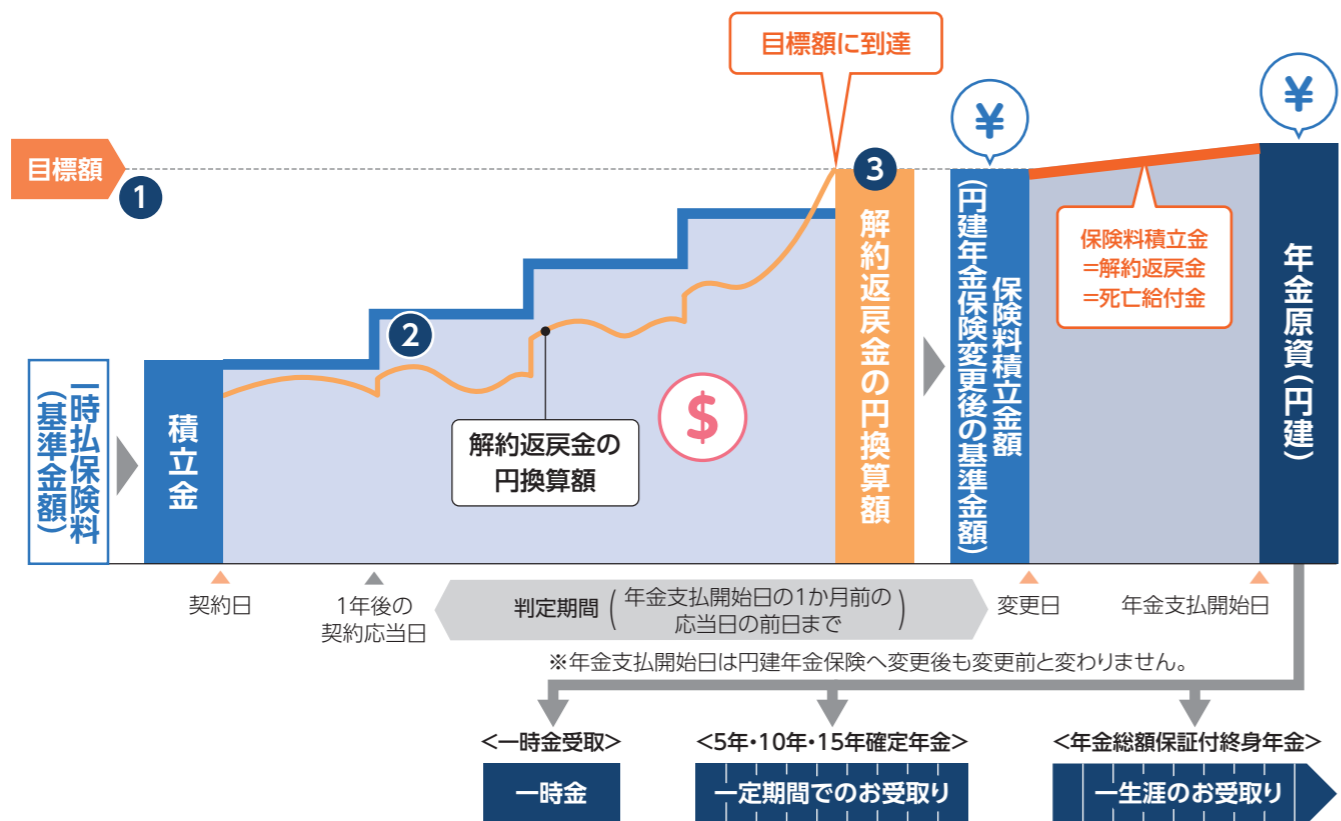 目標額に到達
¥
¥
目標額
1
3
2
一時払保険料
(基準金額)
積立金
解約返戻金の
円換算額
$
解約返戻金の円換算額
保険料積立金額
(円建年金保険変更後の基準金額)
保険料積立金
=解約返戻金
=死亡給付金
年金原資(円建)
契約日
1年後の
契約応当日
判定期間(年金支払開始日の1か月前の
応当日の前日まで)
変更日
年金支払開始日
※年金支払開始日は円建年金保険へ変更後も変更前と変わりません。
<一時金受取>
一時金
<5年・10年・15年確定年金>
一定期間でのお受取り
<年金総額保証付終身年金>
一生涯のお受取り